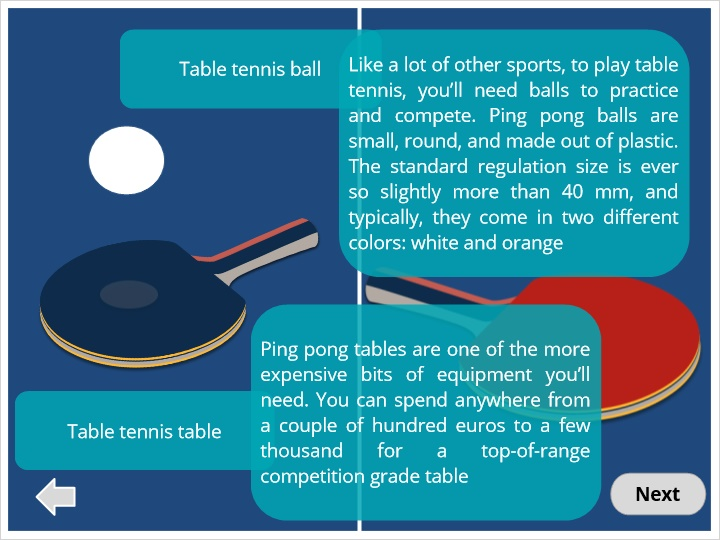 Table tennis ball
Like a lot of other sports, to play table
tennis, you'll need balls to practice
and compete. Ping pong balls are
small, round, and made out of plastic.
The standard regulation size is ever
so slightly more than 40 mm, and
typically, they come in two different
colors: white and orange
Ping pong tables are one of the more
expensive bits of equipment you'll
need. You can spend anywhere from
a couple of hundred euros to a few
thousand for a top-of-range
competition grade table
Table tennis table
Next